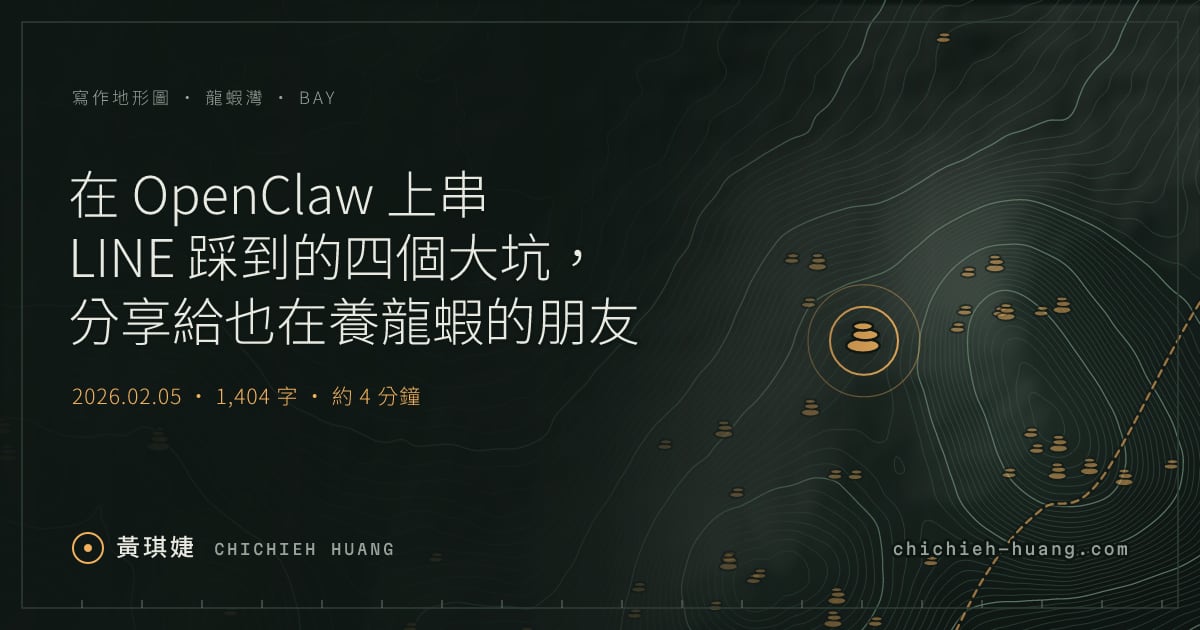 寫作地形圖 · 龍蝦灣 · BAY
在 OpenClaw 上串
LINE 踩到的四個大坑，
分享給也在養龍蝦的朋友
2026.02.05 · 1,404 字 · 約 4 分鐘
黃琪婕 CHICHIEH HUANG
chichieh-huang.com